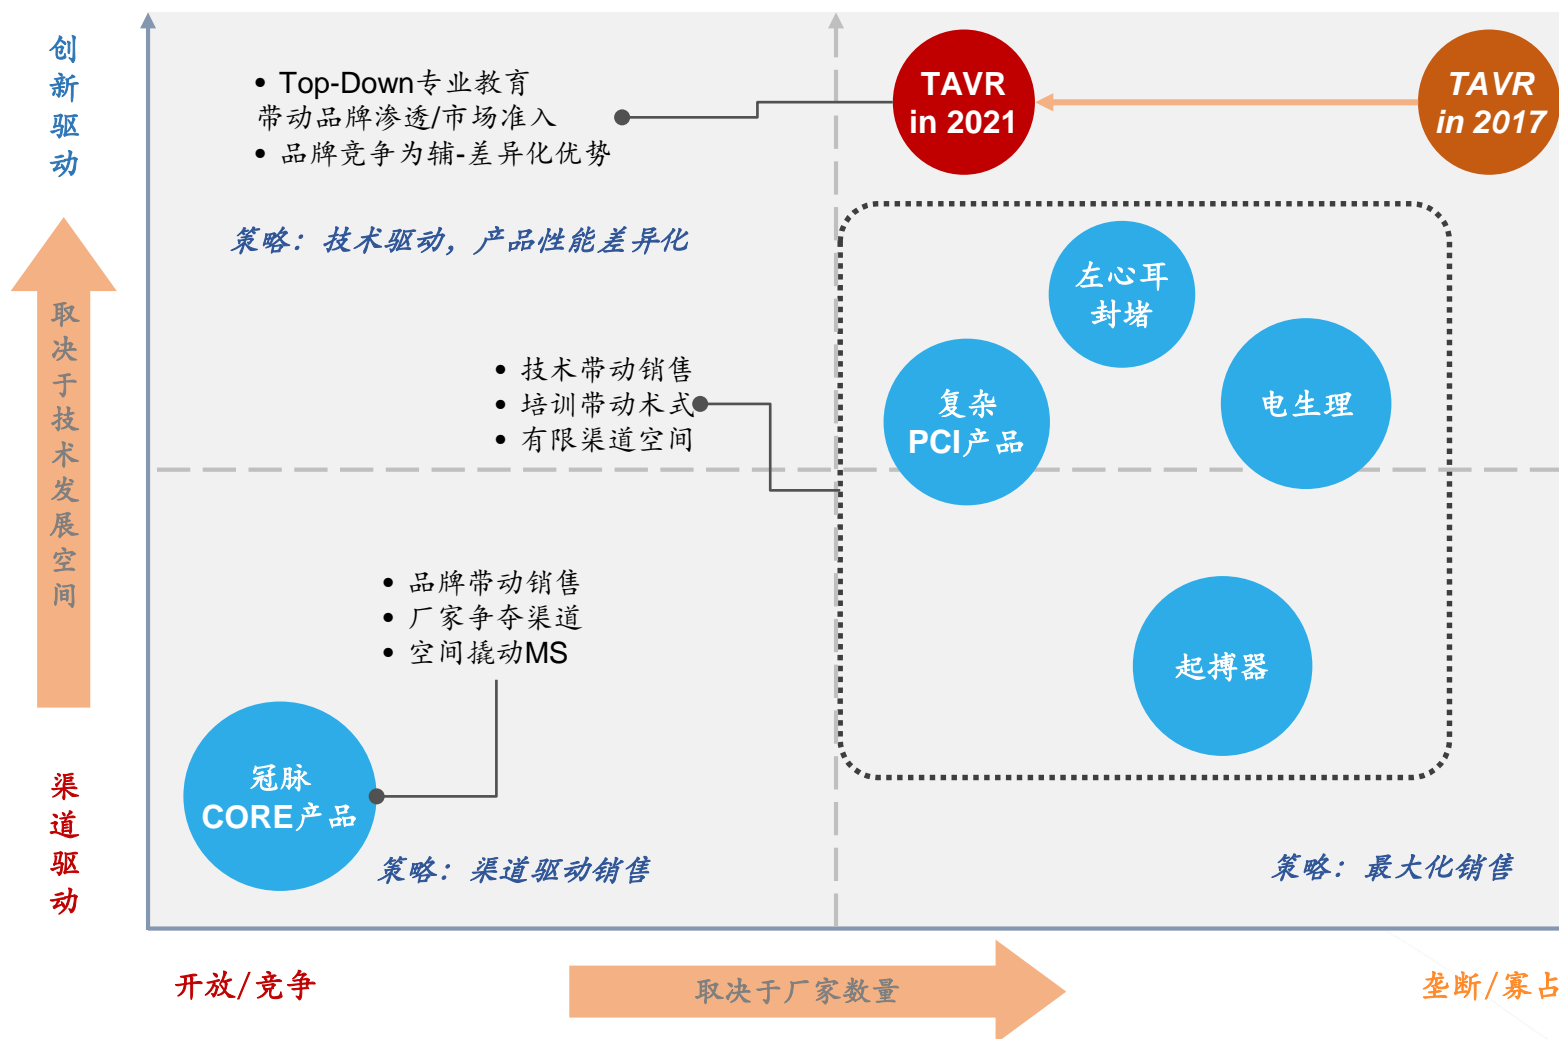 创
新
驱
动
取
决
于
技
术
发
展
空
间
渠
道
驱
动
• Top-Down专业教育
带动品牌渗透/市场准入
• 品牌竞争为辅-差异化优势
策略：技术驱动，产品性能差异化
TAVR
in 2021
TAVR
in 2017
左心耳
封堵
电生理
复杂
PCI产品
• 技术带动销售
• 培训带动术式
• 有限渠道空间
• 品牌带动销售
• 厂家争夺渠道
• 空间撬动MS
起搏器
冠脉
CORE产品
策略：渠道驱动销售
策略：最大化销售
开放/竞争
取决于厂家数量
垄断/寡占